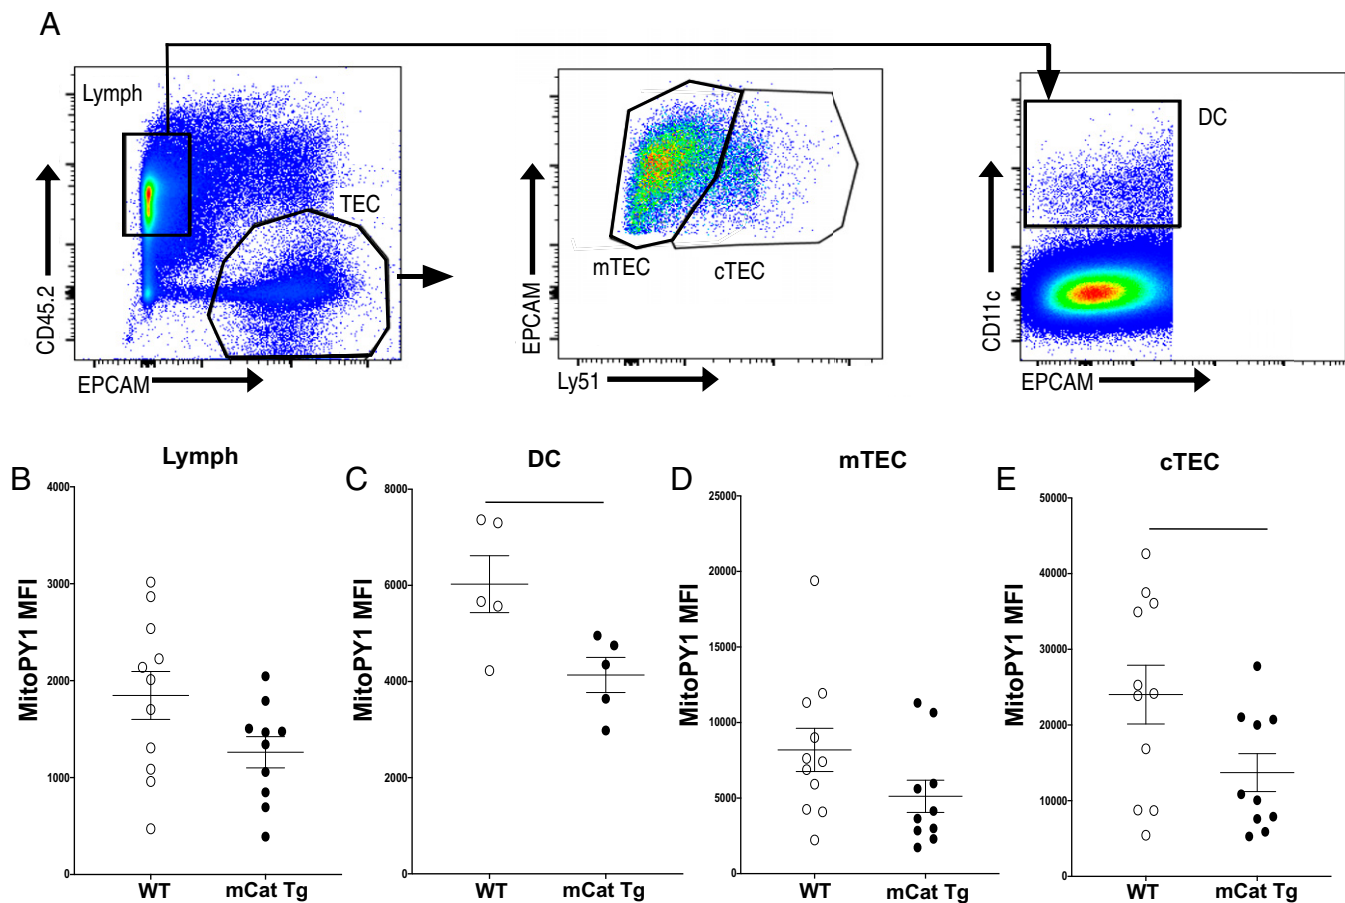 A
Lymph
TEC
CD45.2
EPCAM
mTEC
cTEC
EPCAM
Ly51
DC
CD11c
EPCAM
B
Lymph
MitoPY1 MFI
4000
3000
2000
1000
0
WT
mCat Tg
C
DC
MitoPY1 MFI
8000
6000
4000
4000
0
WT
mCat Tg
D
mTEC
MitoPY1 MFI
25000
20000
15000
10000
5000
0
WT
mCat Tg
E
cTEC
MitoPY1 MFI
50000
40000
30000
20000
10000
0
WT
mCat Tg